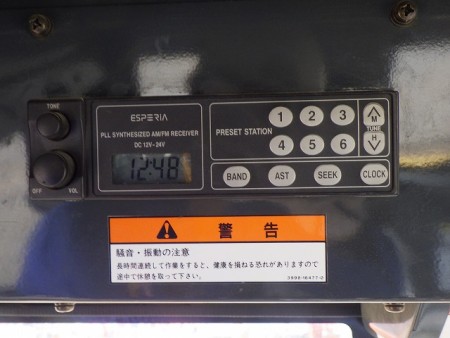 TONE
OFF VOL
ESPERIA
PLL SYNTHESIZED AM/FM RECEIVER
DC 12V-24V
12:48
PRESET STATION
1 2 3
4 5 6
M
TUNE
H
BAND AST SEEK CLOCK
警告
騒音・振動の注意
長時間連続して作業をすると、健康を損ねる恐れがありますので
途中で休憩を取って下さい。